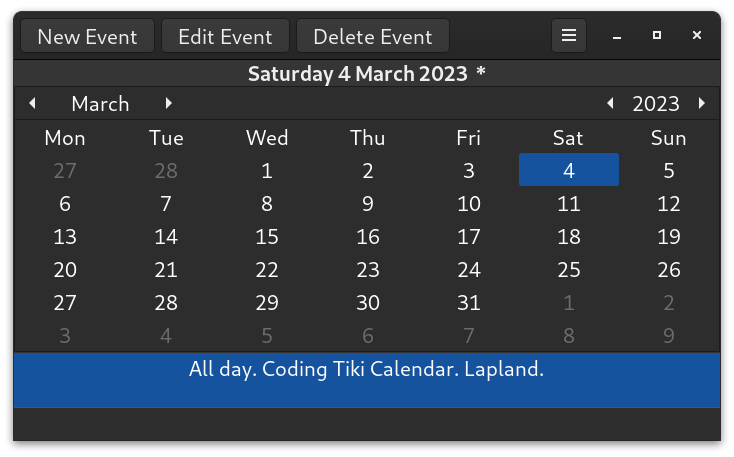 New Event Edit Event Delete Event
Saturday 4 March 2023 *
March 2023
Mon Tue Wed Thu Fri Sat Sun
27 28 1 2 3 4 5
6 7 8 9 10 11 12
13 14 15 16 17 18 19
20 21 22 23 24 25 26
27 28 29 30 31 1 2
3 4 5 6 7 8 9
All day. Coding Tiki Calendar. Lapland.